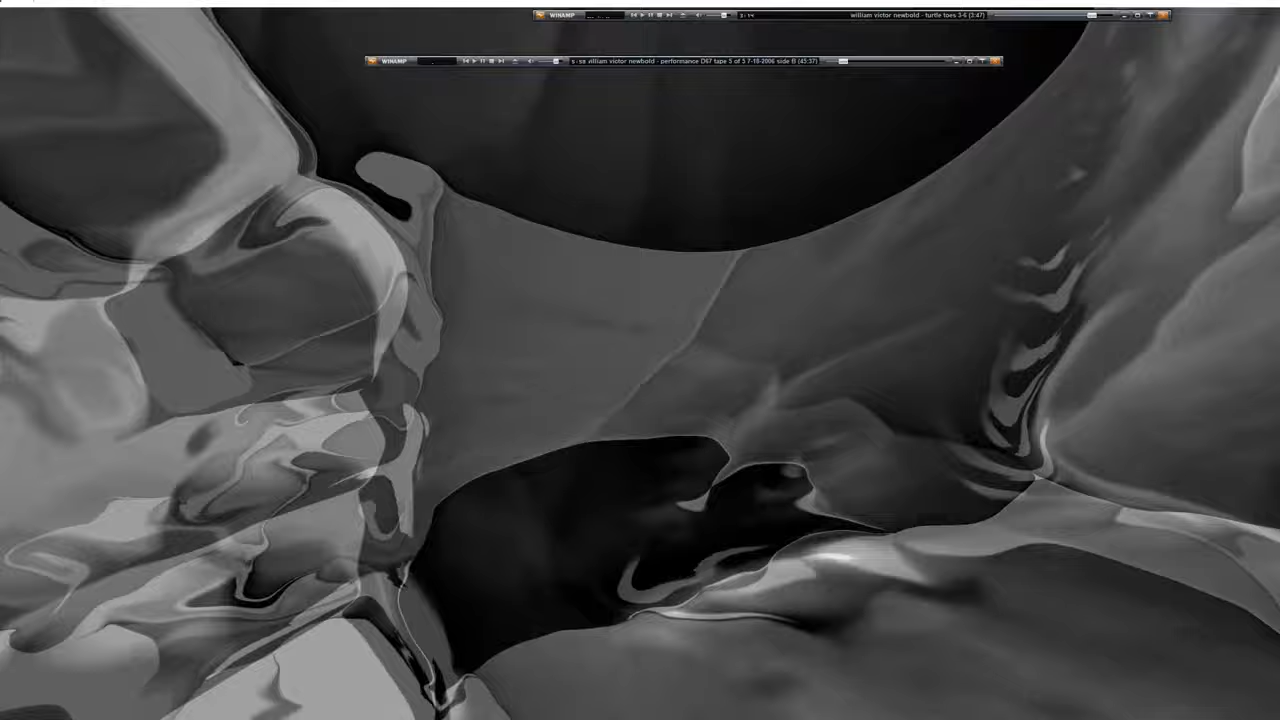 WINAMP william victor newbold - turtle toes 3-6 (3:47)
WINAMP william victor newbold - performance D67 tape 5 of 5 7-18-2006 side B (45:37)